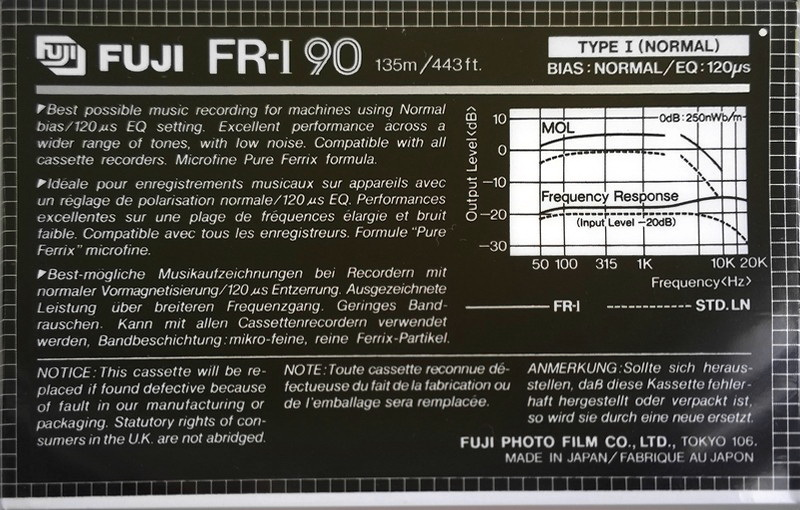 FUJI FUJI FR-I 90 135m/443ft.
TYPE I (NORMAL)
BIAS:NORMAL/EQ:120µs
Best possible music recording for machines using Normal
bias/120µs EQ setting. Excellent performance across a
wider range of tones, with low noise. Compatible with all
cassette recorders. Microfine Pure Ferrix formula.
Idéale pour enregistrements musicaux sur appareils avec
un réglage de polarisation normale/120µs EQ. Performances
excellentes sur une plage de fréquences élargie et bruit
faible. Compatible avec tous les enregistreurs. Formule "Pure
Ferrix" microfine.
Best-mögliche Musikaufzeichnungen bei Recordern mit
normaler Vormagnetisierung/120µs Entzerrung. Ausgezeichnete
Leistung über breiteren Frequenzgang. Geringes Band-
rauschen. Kann mit allen Cassettenrecordern verwendet
werden, Bandbeschichtung:mikro-feine, reine Ferrix-Partikel.
Output Level<dB>
10
0
-10
-20
-30
0dB:250nWb/m
MOL
Frequency Response
(Input Level -20dB)
50 100 315 1K 10K 20K
Frequency<Hz>
FR-I STD.LN
NOTICE:This cassette will be re-
placed if found defective because
of fault in our manufacturing or
packaging. Statutory rights of con-
sumers in the U.K. are not abridged.
NOTE:Toute cassette reconnue dé-
fectueuse du fait de la fabrication ou
de l'emballage sera remplacée.
ANMERKUNG:Sollte sich heraus-
stellen, daß diese Kassette fehler-
haft hergestellt oder verpackt ist,
so wird sie durch eine neue ersetzt.
FUJI PHOTO FILM CO., LTD., TOKYO 106.
MADE IN JAPAN/FABRIQUE AU JAPON